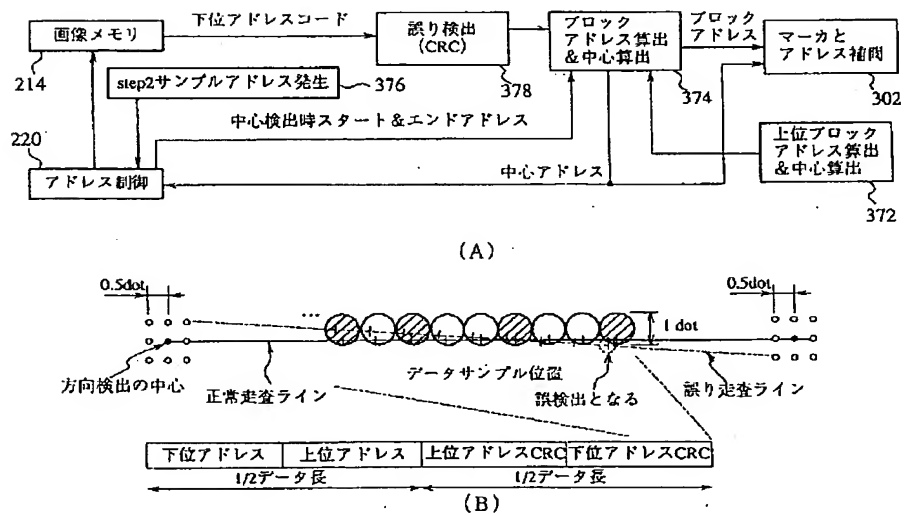 画像メモリ
214
下位アドレスコード
誤り検出
(CRC)
378
ブロック
アドレス算出
&中心算出
374
ブロック
アドレス
マーカと
アドレス補間
302
step2サンプルアドレス発生
376
中心検出時スタート&エンドアドレス
220
アドレス制御
中心アドレス
上位ブロック
アドレス算出
&中心算出
372
(A)
0.5dot
0.5dot
…
1 dot
方向検出の中心
正常走査ライン
データサンプル位置
誤検出となる
誤り走査ライン
下位アドレス
上位アドレス
上位アドレスCRC
下位アドレスCRC
1/2データ長
1/2データ長
(B)